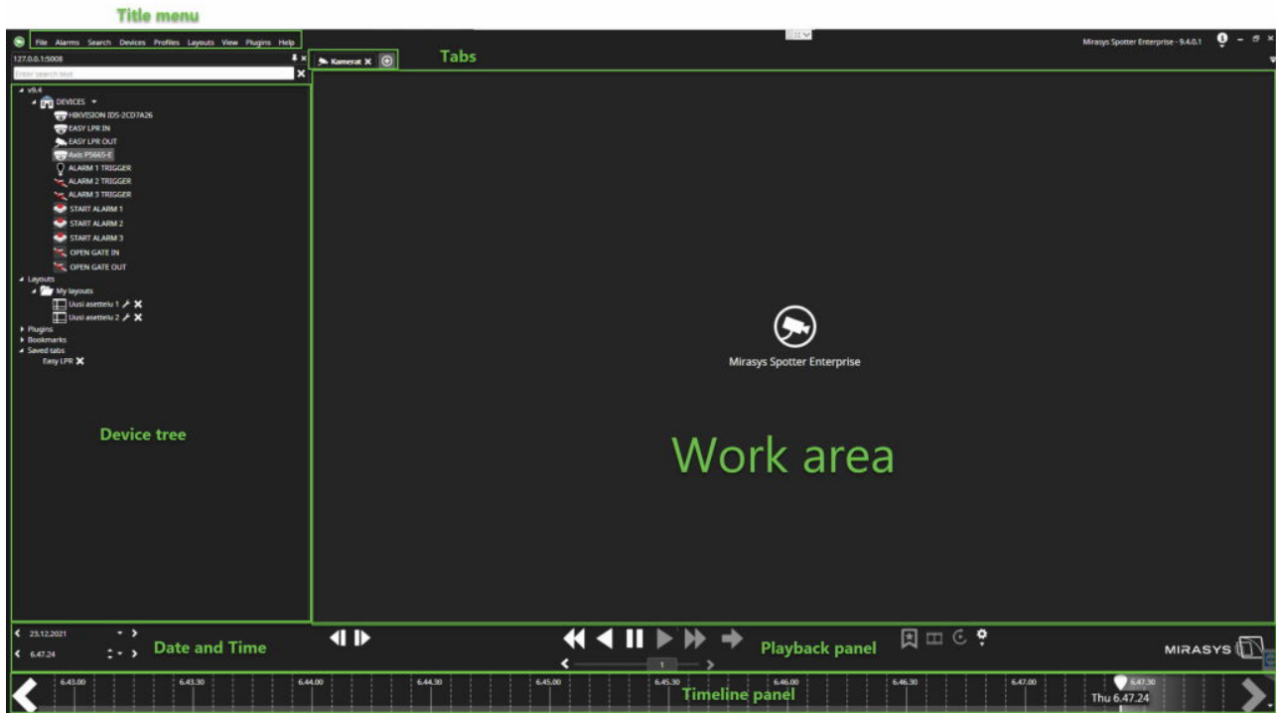 Title menu
File Alarms Search Devices Profiles Layouts View Plugins Help
Mirasys Spotter Enterprise - 9.4.0.1
127.0.0.1:5008
Kamerat
Tabs
Enter search text
v9.4
DEVICES
HIKVISION IDS-2CD7A26
EASY LPR IN
EASY LPR OUT
Axis P5665-E
ALARM 1 TRIGGER
ALARM 2 TRIGGER
ALARM 3 TRIGGER
START ALARM 1
START ALARM 2
START ALARM 3
OPEN GATE IN
OPEN GATE OUT
Layouts
My layouts
Uusi asettelu 1
Uusi asettelu 2
Plugins
Bookmarks
Saved tabs
Easy LPR
Device tree
Mirasys Spotter Enterprise
Work area
23.12.2021
6.47.24
Date and Time
1
Playback panel
MIRASYS
6.43.00 6.43.30 6.44.00 6.44.30 6.45.00 6.45.30 6.46.00 6.46.30 6.47.00 6.47.30
Timeline panel
Thu 6.47.24